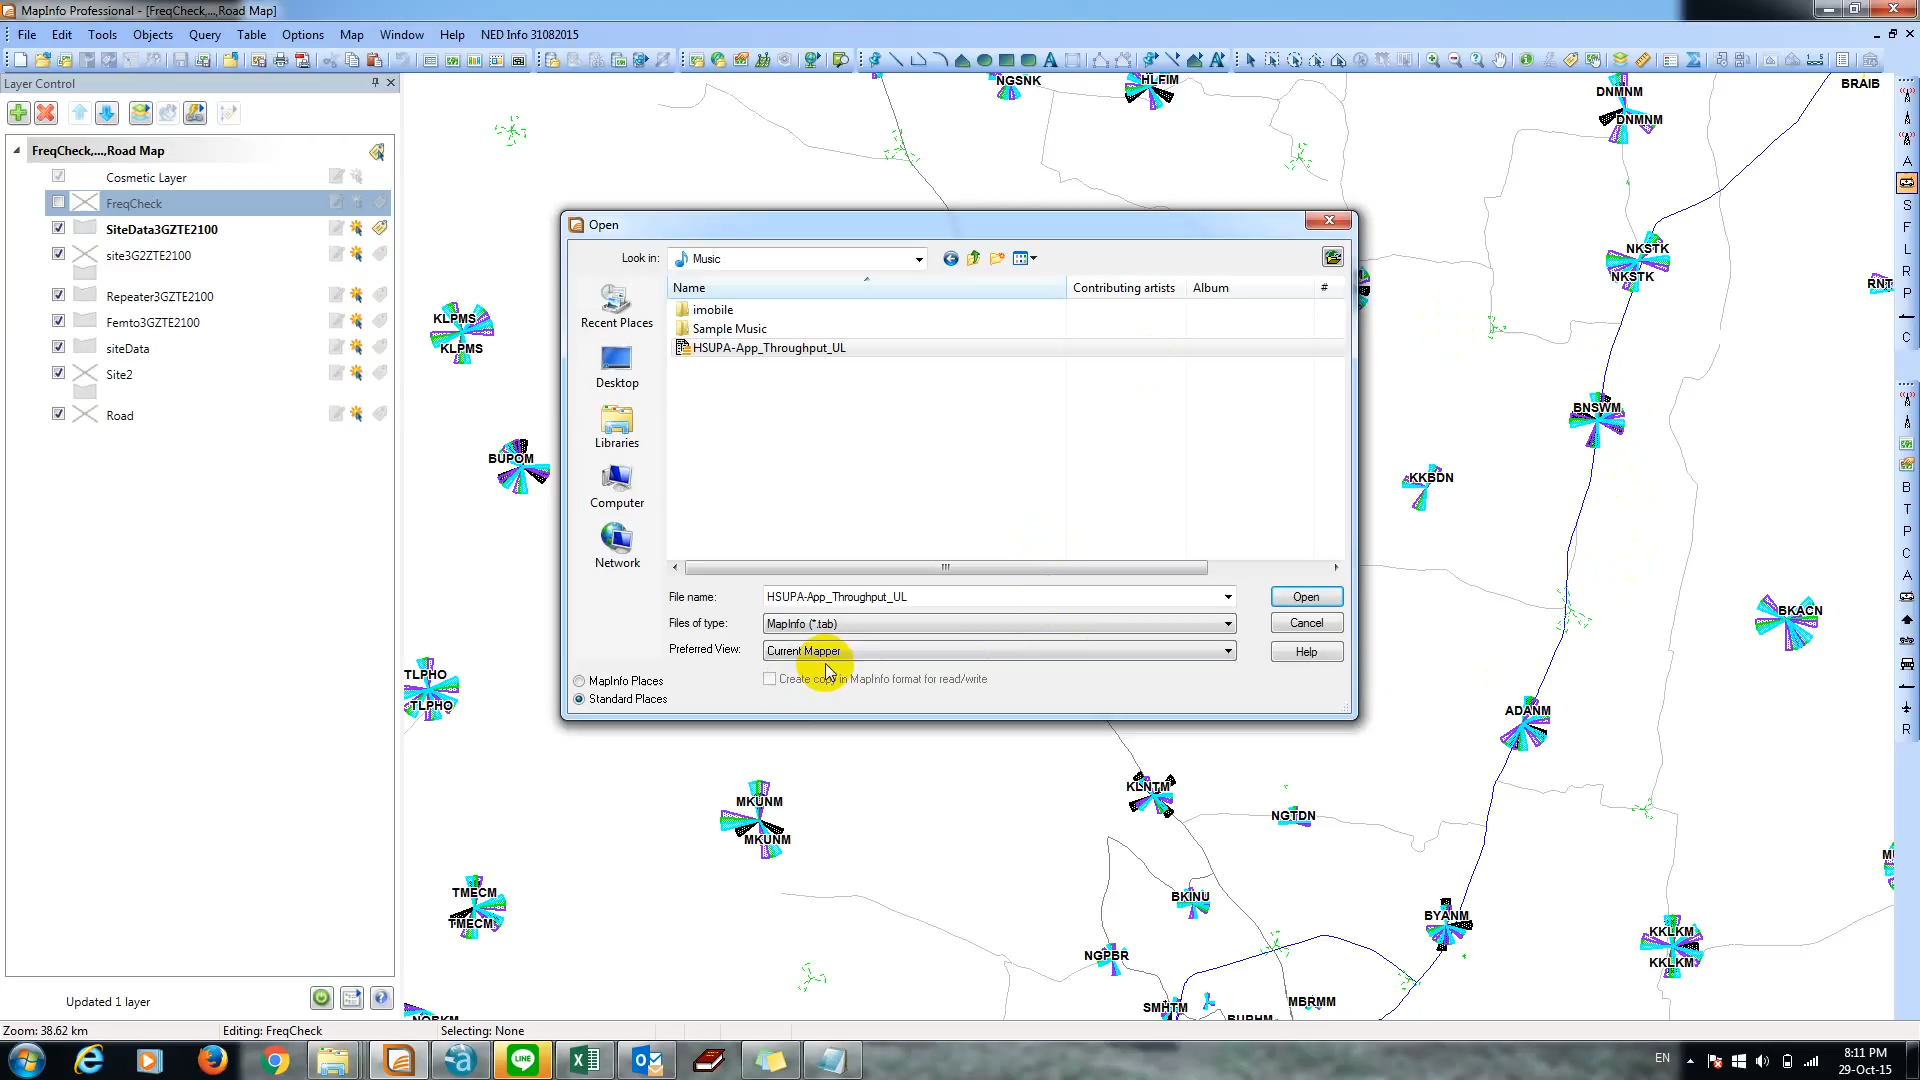 MapInfo Professional - [FreqCheck,...,Road Map]
File Edit Tools Objects Query Table Options Map Window Help NED Info 31082015
Layer Control
FreqCheck,...,Road Map
Cosmetic Layer
FreqCheck
SiteData3GZTE2100
site3G2ZTE2100
Repeater3GZTE2100
Femto3GZTE2100
siteData
Site2
Road
Updated 1 layer
NGSNK
HLFIM
DNMNM
DNMNM
BRAIB
NKSTK
NKSTK
RNT
KLPMS
KLPMS
BUPOM
BNSWM
KKBDN
BKACN
TLPHO
TLPHO
ADANM
MKUNM
MKUNM
KLNTM
NGTDN
TMECM
TMECM
BKINU
BYANM
KKLKM
KKLKM
NGPBR
SMHTM
MBRMM
A
S
F
L
R
P
C
B
T
P
C
A
R
Open
Look in: Music
Name Contributing artists Album #
Recent Places
Desktop
Libraries
Computer
Network
imobile
Sample Music
HSUPA-App_Throughput_UL
File name: HSUPA-App_Throughput_UL Open
Files of type: MapInfo (*.tab) Cancel
Preferred View: Current Mapper Help
Create copy in MapInfo format for read/write
MapInfo Places
Standard Places
Zoom: 38.62 km Editing: FreqCheck Selecting: None
LINE
EN
8:11 PM
29-Oct-15